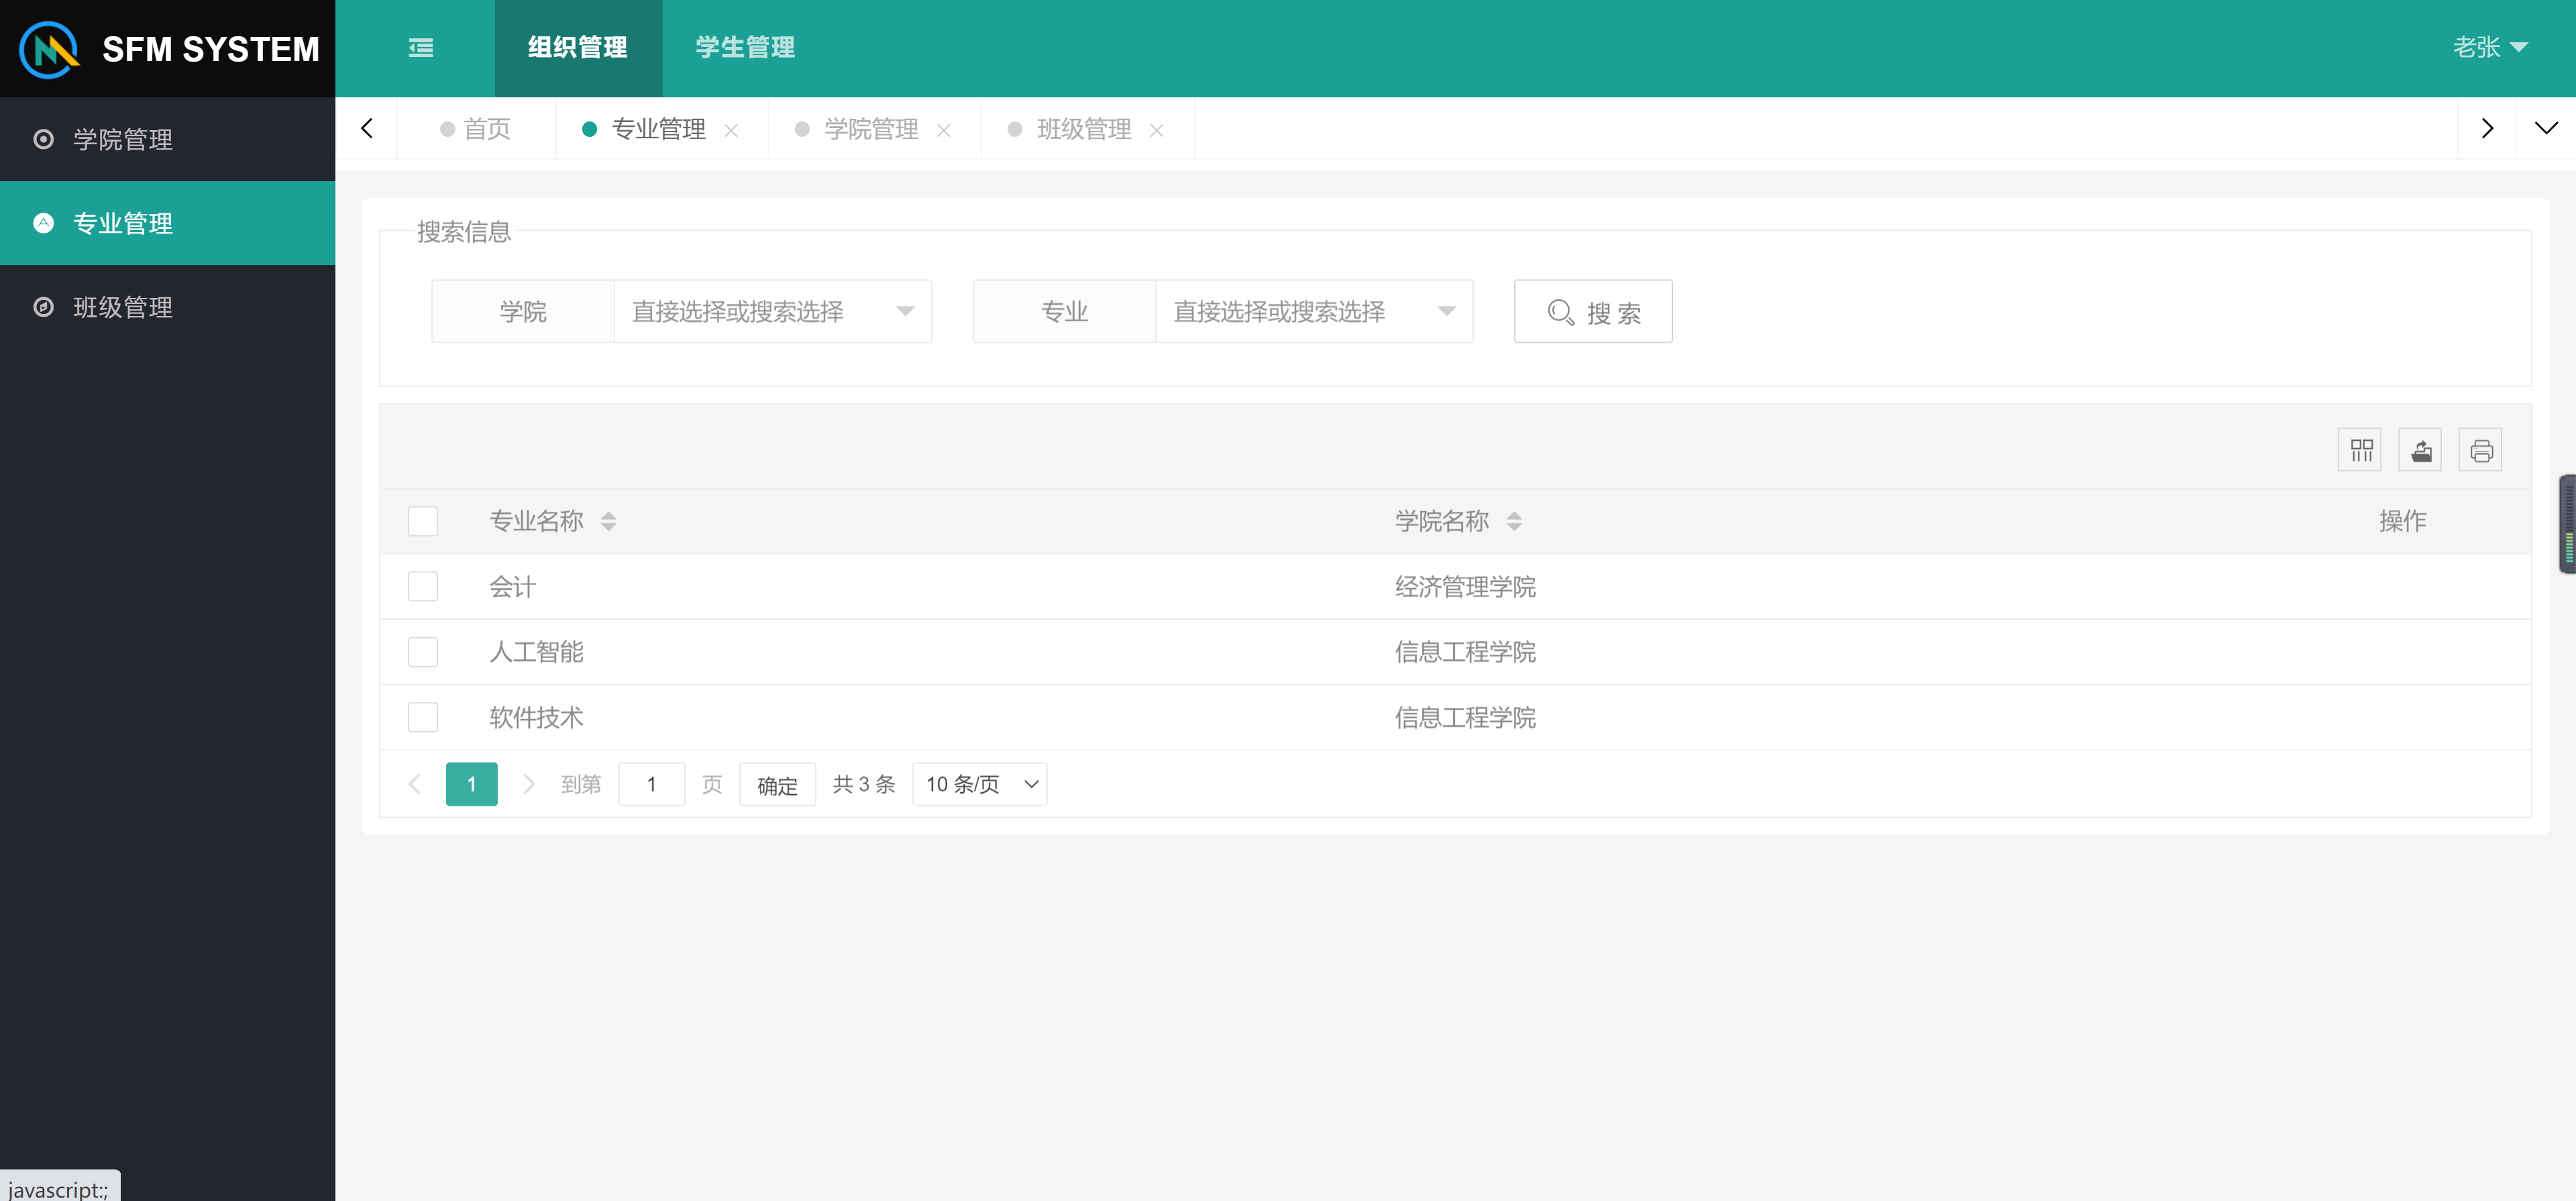 SFM SYSTEM
组织管理
学生管理
老张
学院管理
专业管理
班级管理
首页
专业管理
学院管理
班级管理
搜索信息
学院
直接选择或搜索选择
专业
直接选择或搜索选择
搜 索
专业名称
学院名称
操作
会计
经济管理学院
人工智能
信息工程学院
软件技术
信息工程学院
1
到第
1
页
确定
共 3 条
10 条/页
javascript:;